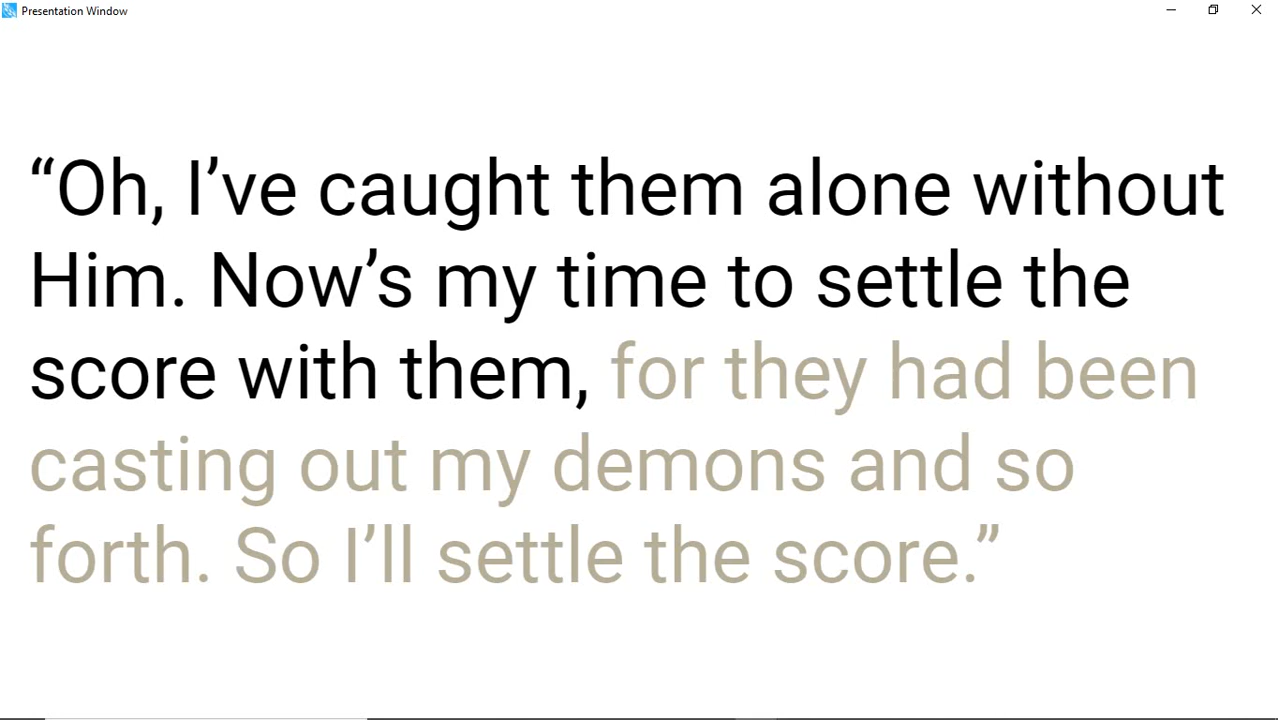 Presentation Window
“Oh, I’ve caught them alone without
Him. Now’s my time to settle the
score with them, for they had been
casting out my demons and so
forth. So I’ll settle the score.”